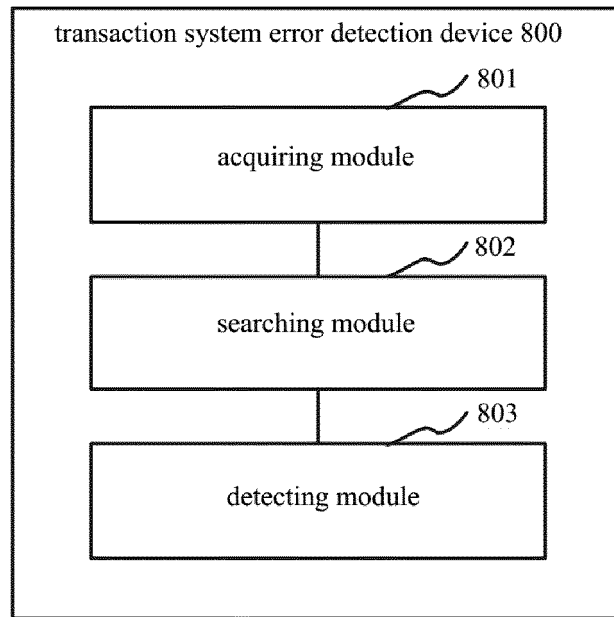 transaction system error detection device 800
801
acquiring module
802
searching module
803
detecting module